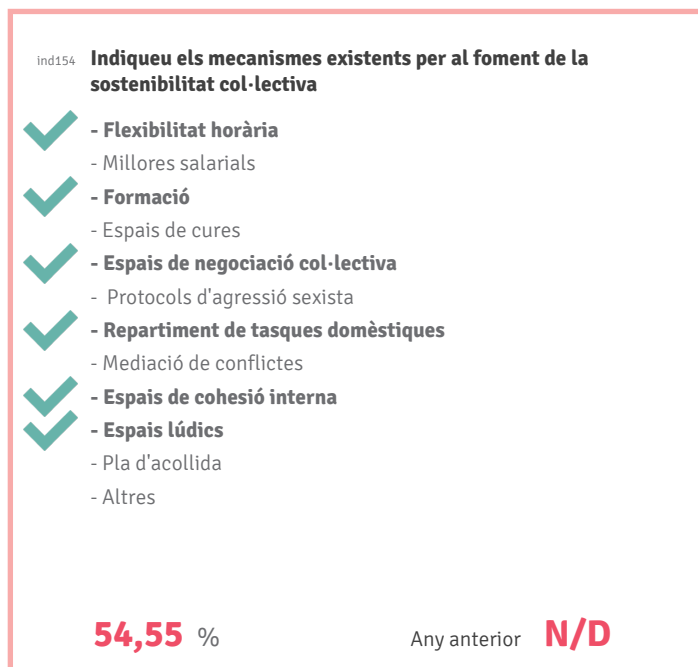 ind154 Indiqueu els mecanismes existents per al foment de la
sostenibilitat col·lectiva
- Flexibilitat horària
- Millores salarials
- Formació
- Espais de cures
- Espais de negociació col·lectiva
- Protocols d'agressió sexista
- Repartiment de tasques domèstiques
- Mediació de conflictes
- Espais de cohesió interna
- Espais lúdics
- Pla d'acollida
- Altres
54,55 % Any anterior N/D